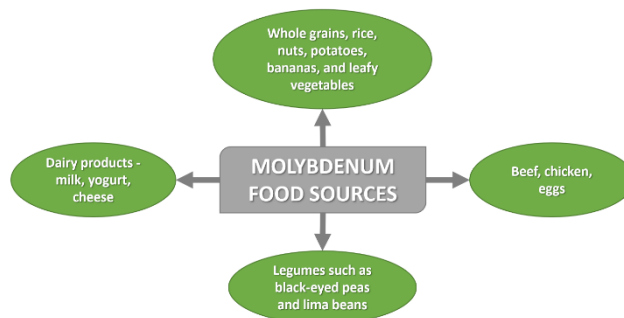 Whole grains, rice,
nuts, potatoes,
bananas, and leafy
vegetables
Dairy products -
milk, yogurt,
cheese
MOLYBDENUM
FOOD SOURCES
Beef, chicken,
eggs
Legumes such as
black-eyed peas
and lima beans